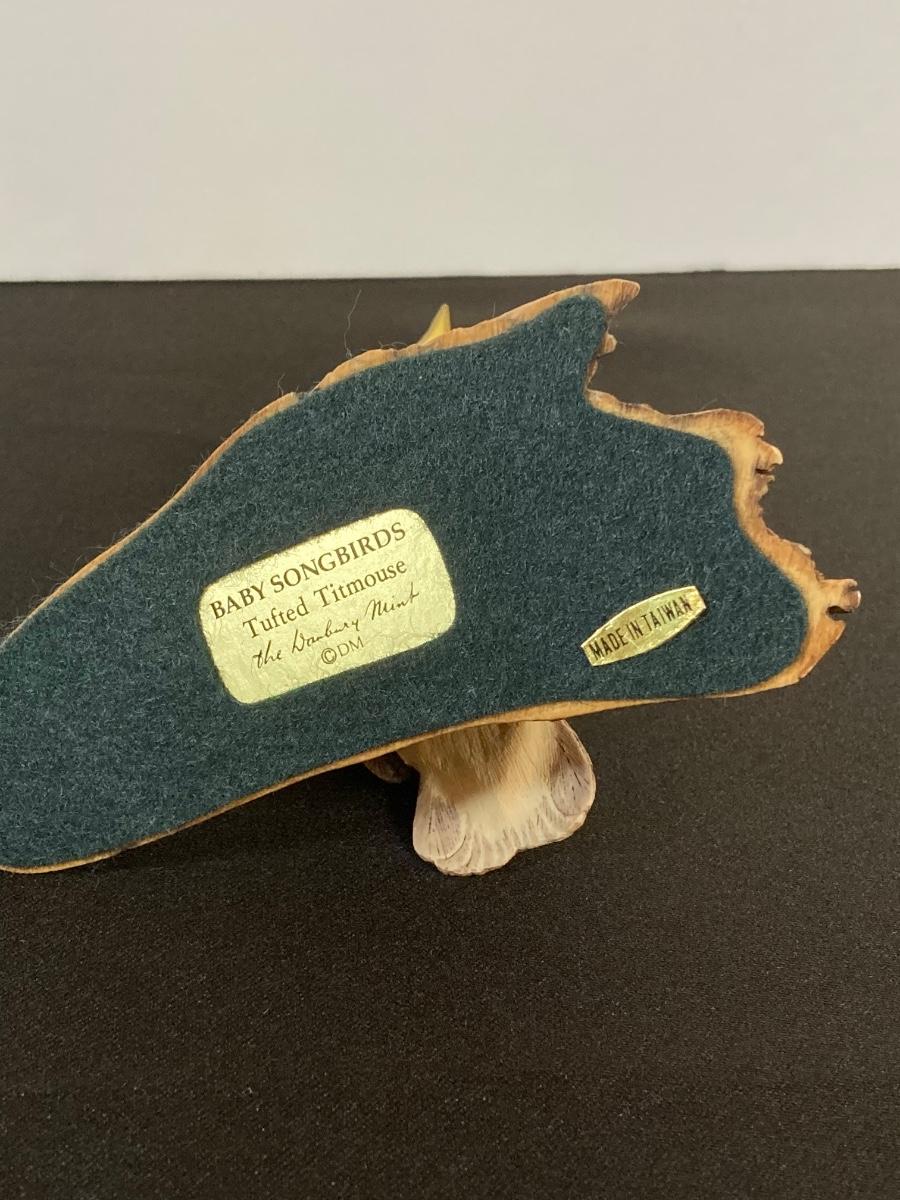 BABY SONGBIRDS
Tufted Titmouse
the Danbury Mint
©DM
MADE IN TAIWAN